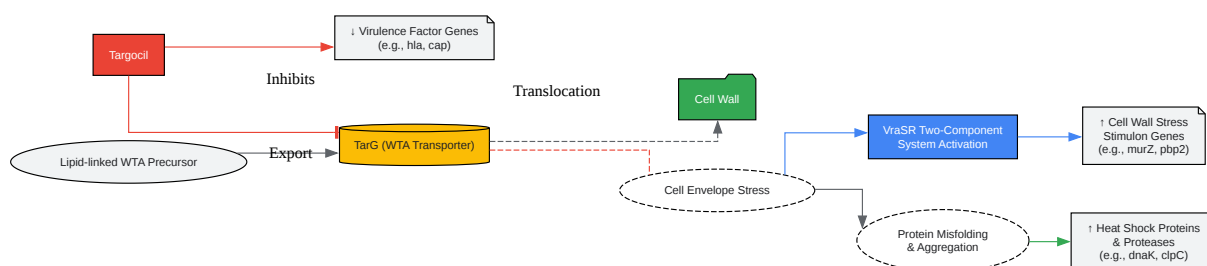 Targocil
↓ Virulence Factor Genes
(e.g., hla, cap)
Inhibits
Translocation
Cell Wall
TarG (WTA Transporter)
Lipid-linked WTA Precursor
Export
Cell Envelope Stress
VraSR Two-Component
System Activation
↑ Cell Wall Stress
Stimulon Genes
(e.g., murZ, pbp2)
Protein Misfolding
& Aggregation
↑ Heat Shock Proteins
& Proteases
(e.g., dnaK, clpC)